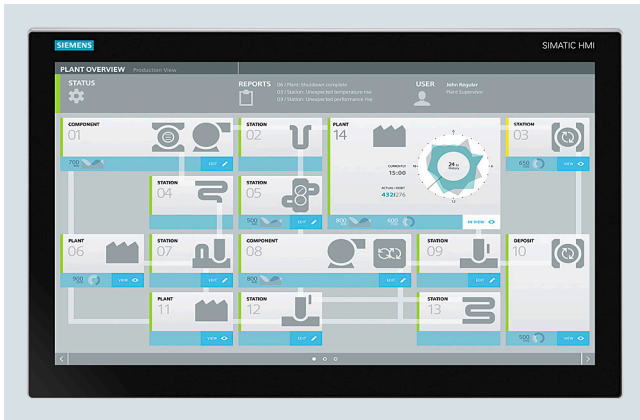 SIEMENS
SIMATIC HMI
PLANT OVERVIEW Production View
STATUS
REPORTS
06 / Plant: Shutdown complete
03 / Station: Unexpected temperature rise
03 / Station: Unexpected performance rise
USER
John Regular
Plant Supervisor
COMPONENT
01
700
EDIT
STATION
02
PLANT
14
CURRENTLY
15:00
24 hr
History
12
432/276
800
600
IN VIEW
STATION
03
650
VIEW
STATION
04
STATION
05
500
EDIT
PLANT
06
900
VIEW
STATION
07
EDIT
COMPONENT
08
800
EDIT
STATION
09
EDIT
DEPOSIT
10
500
VIEW
PLANT
11
VIEW
STATION
12
EDIT
STATION
13